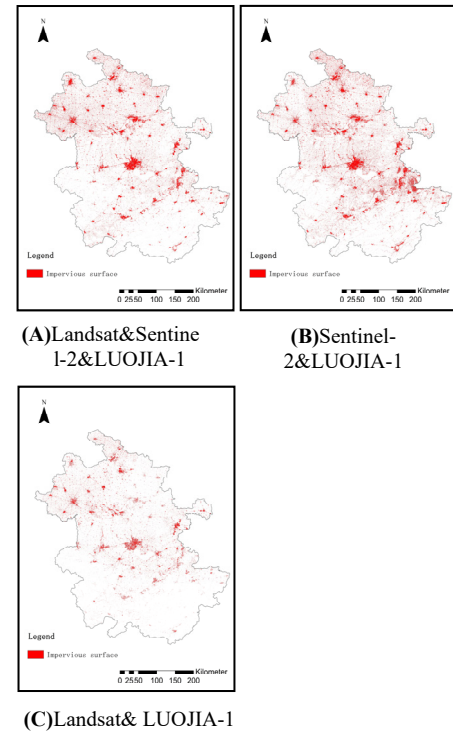 N
N
Legend
Impervious surface
Kilometer
0 2550 100 150 200
Legend
Impervious surface
Kilometer
0 2550 100 150 200
(A)Landsat&Sentine
l-2&LUOJIA-1
(B)Sentinel-
2&LUOJIA-1
N
Legend
Impervious surface
Kilometer
0 2550 100 150 200
(C)Landsat& LUOJIA-1